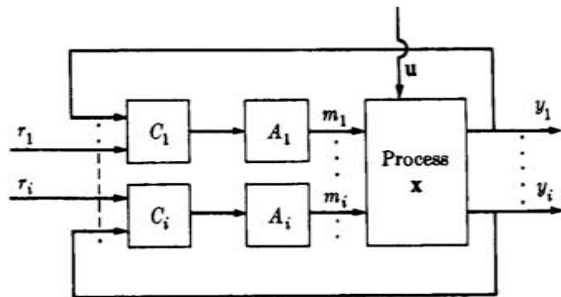 u
r₁
C₁
A₁
m₁
y₁
Process
x
rᵢ
Cᵢ
Aᵢ
mᵢ
yᵢ